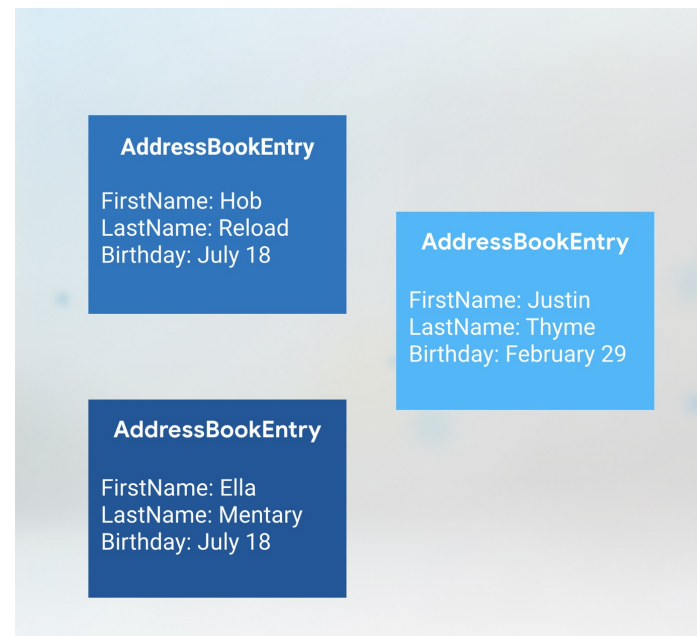 AddressBookEntry
FirstName: Hob
LastName: Reload
Birthday: July 18
AddressBookEntry
FirstName: Justin
LastName: Thyme
Birthday: February 29
AddressBookEntry
FirstName: Ella
LastName: Mentary
Birthday: July 18